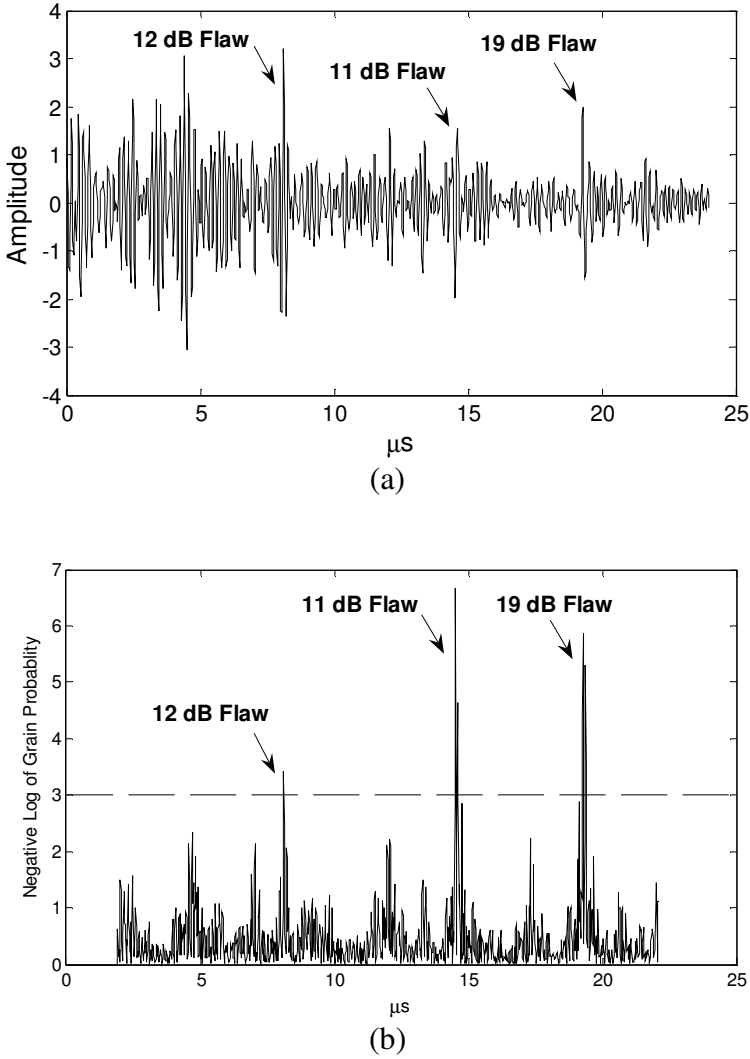 4
12 dB Flaw
3
19 dB Flaw
11 dB Flaw
2
1
0
-1
-2
-3
-4
Amplitude
0 5 10 15 20 25
μs
(a)
7
11 dB Flaw 19 dB Flaw
6
5
12 dB Flaw
4
3
2
1
0
Negative Log of Grain Probablity
0 5 10 15 20 25
μs
(b)